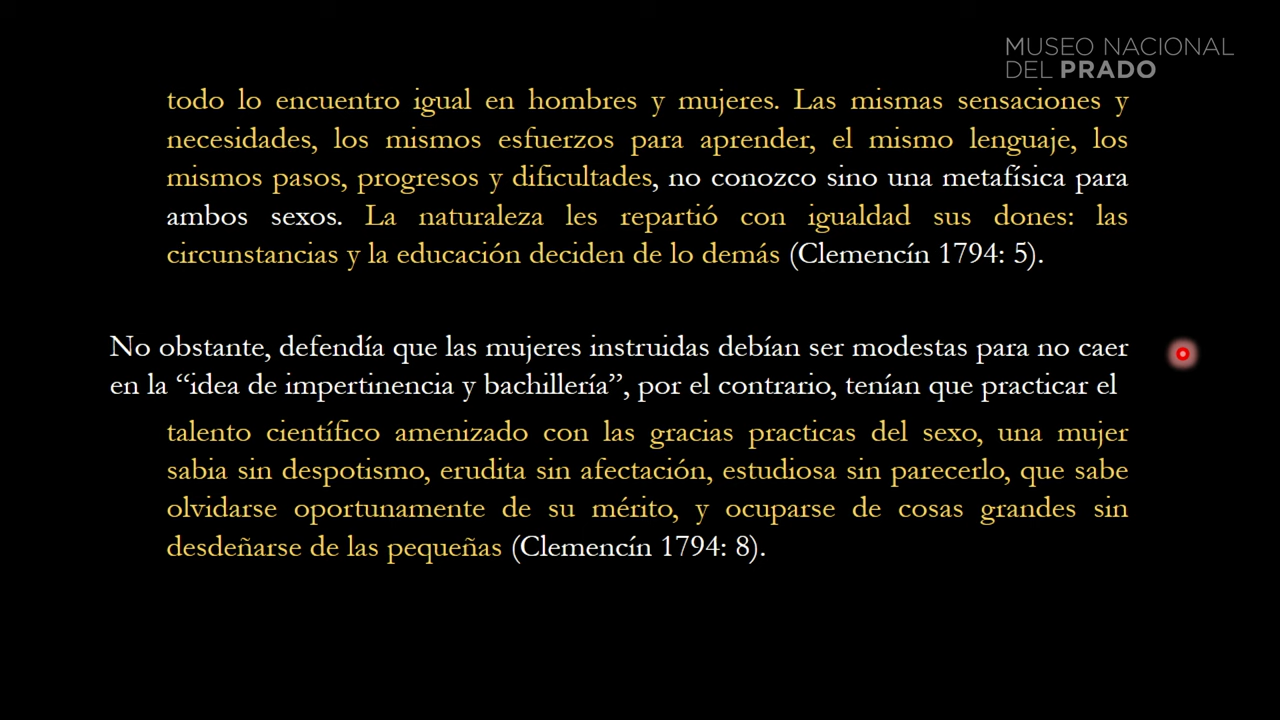 MUSEO NACIONAL
DEL PRADO
todo lo encuentro igual en hombres y mujeres. Las mismas sensaciones y
necesidades, los mismos esfuerzos para aprender, el mismo lenguaje, los
mismos pasos, progresos y dificultades, no conozco sino una metafísica para
ambos sexos. La naturaleza les repartió con igualdad sus dones: las
circunstancias y la educación deciden de lo demás (Clemencín 1794: 5).
No obstante, defendía que las mujeres instruidas debían ser modestas para no caer
en la “idea de impertinencia y bachillería”, por el contrario, tenían que practicar el
talento científico amenizado con las gracias practicas del sexo, una mujer
sabia sin despotismo, erudita sin afectación, estudiosa sin parecerlo, que sabe
olvidarse oportunamente de su mérito, y ocuparse de cosas grandes sin
desdeñarse de las pequeñas (Clemencín 1794: 8).